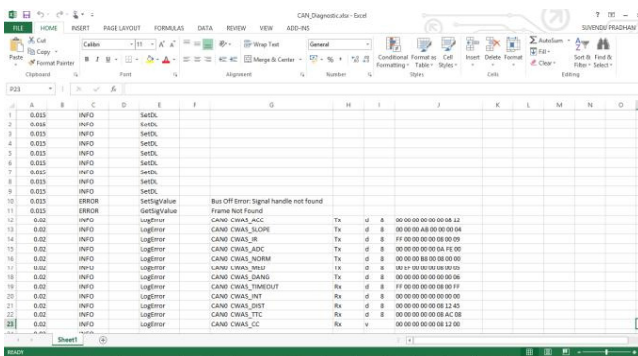 CAN_Diagnostic.xlsx - Excel
FILE HOME INSERT PAGE LAYOUT FORMULAS DATA REVIEW VIEW ADD-INS SUVENDU PRADHAN
Cut
Copy
Format Painter
Paste
Calibri 11
Wrap Text
Merge & Center
General
Conditional Formatting
Format as Table
Cell Styles
Insert Delete Format
AutoSum
Fill
Clear
Sort & Filter
Find & Select
Clipboard Font Alignment Number Styles Cells Editing
P23
A B C D E F G H I J K L M N O
1 0.015 INFO SetDL
2 0.015 INFO SetDL
3 0.015 INFO SetDL
4 0.015 INFO SetDL
5 0.015 INFO SetDL
6 0.015 INFO SetDL
7 0.015 INFO SetDL
8 0.015 INFO SetDL
9 0.015 INFO SetDL
10 0.015 ERROR SetSigValue Bus Off Error: Signal handle not found
11 0.015 ERROR GetSigValue Frame Not Found
12 0.02 INFO LogError CAN0 CWAS_ACC Tx d 8 00 00 00 00 00 00 08 12
13 0.02 INFO LogError CAN0 CWAS_SLOPE Tx d 8 00 00 00 AB 00 00 00 04
14 0.02 INFO LogError CAN0 CWAS_IR Tx d 8 FF 00 00 00 00 08 00 09
15 0.02 INFO LogError CAN0 CWAS_ADC Tx d 8 00 00 00 00 00 0A FE 00
16 0.02 INFO LogError CAN0 CWAS_NORM Tx d 8 00 00 00 B8 00 08 00 00
17 0.02 INFO LogError CAN0 CWAS_MED Tx d 8 00 EF 00 00 00 08 00 05
18 0.02 INFO LogError CAN0 CWAS_DANG Tx d 8 00 00 00 00 00 00 00 06
19 0.02 INFO LogError CAN0 CWAS_TIMEOUT Rx d 8 FF 00 00 00 00 08 00 FF
20 0.02 INFO LogError CAN0 CWAS_INT Rx d 8 00 00 00 00 00 00 00 00
21 0.02 INFO LogError CAN0 CWAS_DIST Rx d 8 00 00 00 00 00 08 12 45
22 0.02 INFO LogError CAN0 CWAS_TTC Rx d 8 00 00 00 00 00 08 AC 08
23 0.02 INFO LogError CAN0 CWAS_CC Rx v 00 00 00 00 00 08 12 00
Sheet1
READY